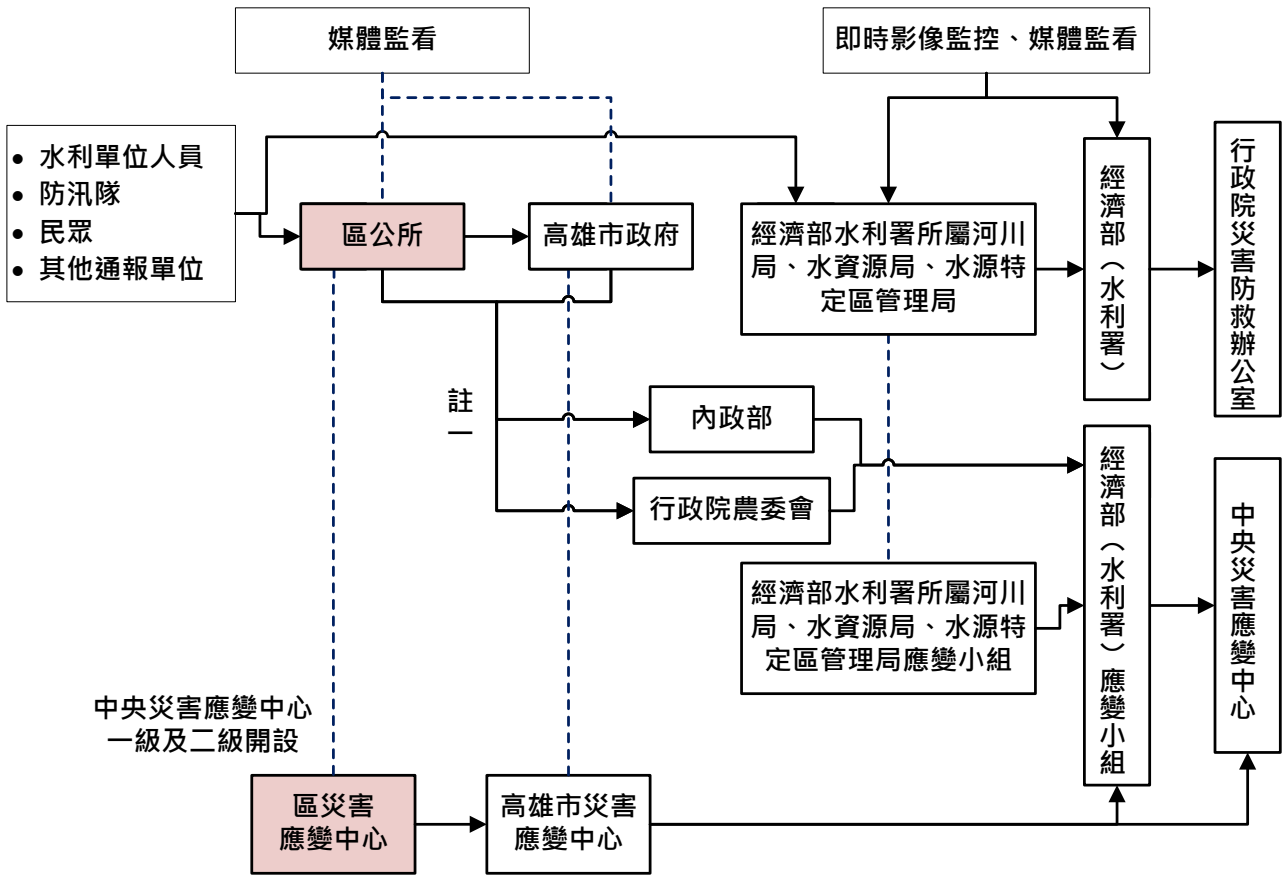 媒體監看
即時影像監控、媒體監看
• 水利單位人員
• 防汛隊
• 民眾
• 其他通報單位
區公所
高雄市政府
經濟部水利署所屬河川
局、水資源局、水源特
定區管理局
經濟部（水利署）
行政院災害防救辦公室
註一
內政部
行政院農委會
經濟部水利署所屬河川
局、水資源局、水源特
定區管理局應變小組
經濟部（水利署）應變小組
中央災害應變中心
中央災害應變中心
一級及二級開設
區災害
應變中心
高雄市災害
應變中心